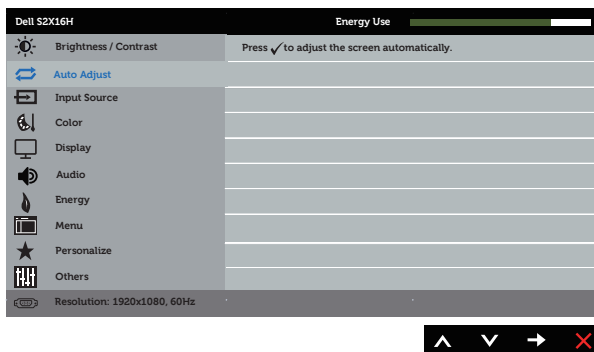 Dell S2X16H
Energy Use
Brightness / Contrast
Press ✓ to adjust the screen automatically.
Auto Adjust
Input Source
Color
Display
Audio
Energy
Menu
Personalize
Others
Resolution: 1920x1080, 60Hz